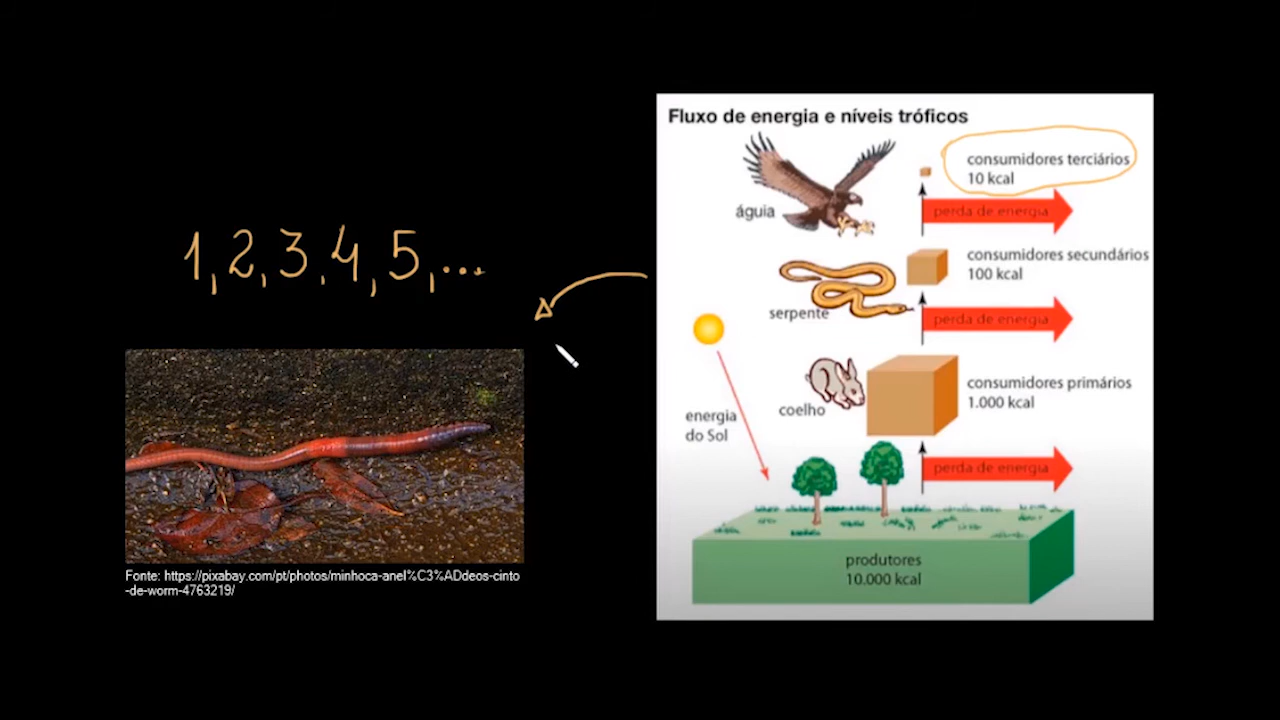 1, 2, 3, 4, 5, ...
Fonte: https://pixabay.com/pt/photos/minhoca-anel%C3%ADdeos-cinto
-de-worm-4763219/
Fluxo de energia e níveis tróficos
consumidores terciários
10 kcal
águia
perda de energia
consumidores secundários
100 kcal
serpente
perda de energia
consumidores primários
1.000 kcal
coelho
energia
do Sol
perda de energia
produtores
10.000 kcal